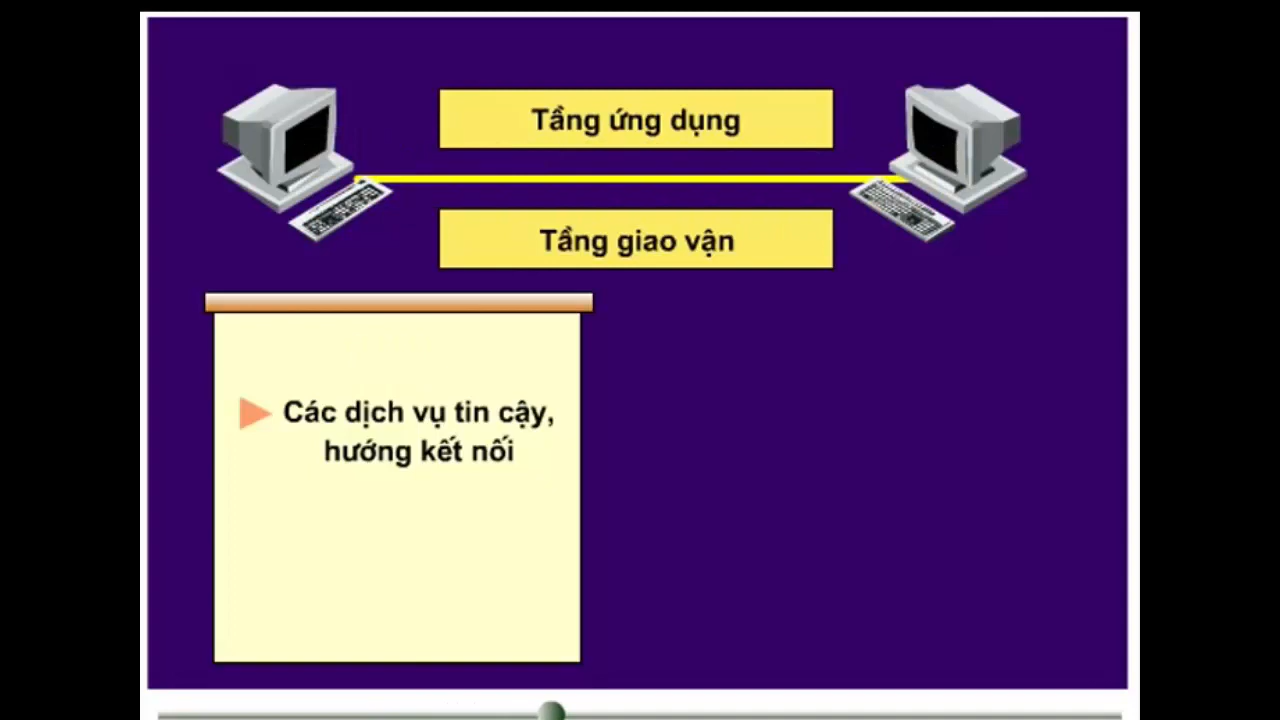 Tầng ứng dụng
Tầng giao vận
Các dịch vụ tin cậy,
hướng kết nối